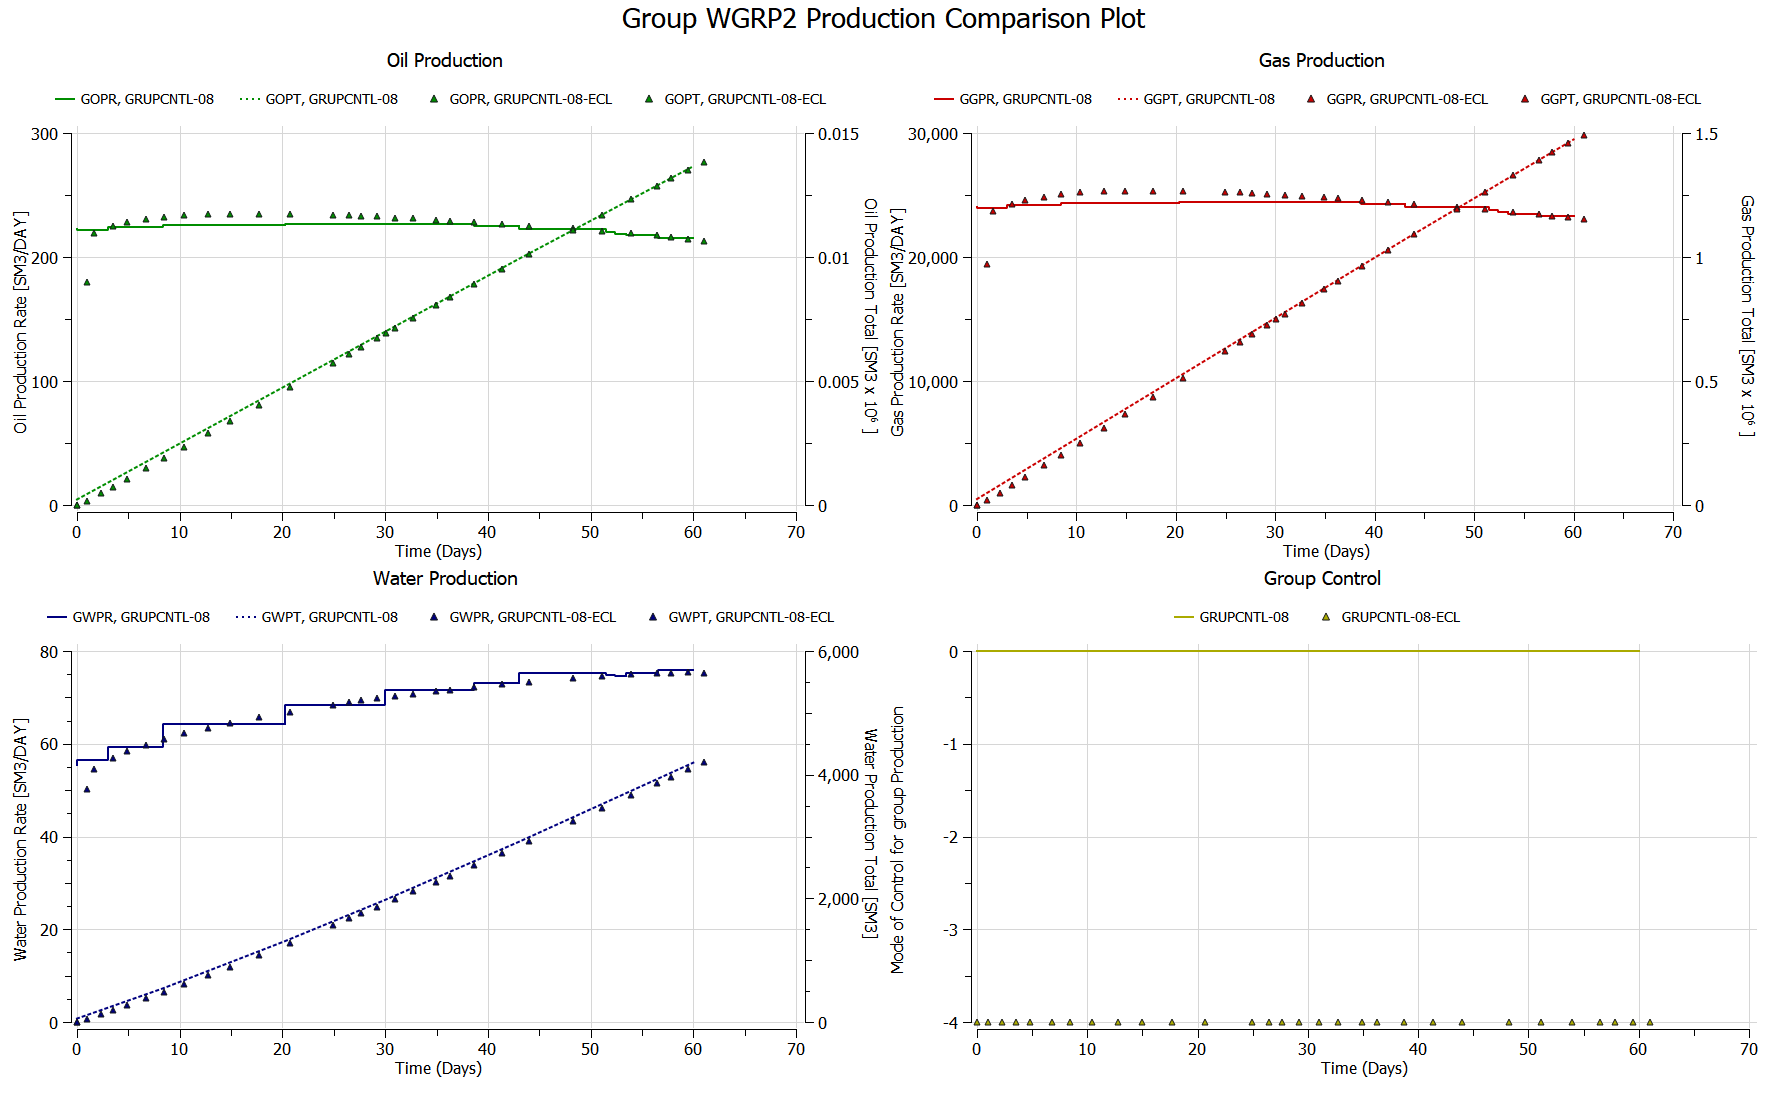 Group WGRP2 Production Comparison Plot
Oil Production
GOPR, GRUPCNTL-08 GOPT, GRUPCNTL-08 GOPR, GRUPCNTL-08-ECL GOPT, GRUPCNTL-08-ECL
300
200
100
0
Oil Production Rate [SM3/DAY]
0.015
0.01
0.005
0
Oil Production Total [SM3 x 10⁶ ]
0 10 20 30 40 50 60 70
Time (Days)
Gas Production
GGPR, GRUPCNTL-08 GGPT, GRUPCNTL-08 GGPR, GRUPCNTL-08-ECL GGPT, GRUPCNTL-08-ECL
30,000
20,000
10,000
0
Gas Production Rate [SM3/DAY]
1.5
1
0.5
0
Gas Production Total [SM3 x 10⁶ ]
0 10 20 30 40 50 60 70
Time (Days)
Water Production
GWPR, GRUPCNTL-08 GWPT, GRUPCNTL-08 GWPR, GRUPCNTL-08-ECL GWPT, GRUPCNTL-08-ECL
80
60
40
20
0
Water Production Rate [SM3/DAY]
6,000
4,000
2,000
0
Water Production Total [SM3]
0 10 20 30 40 50 60 70
Time (Days)
Group Control
GRUPCNTL-08 GRUPCNTL-08-ECL
0
-1
-2
-3
-4
Mode of Control for group Production
0 10 20 30 40 50 60 70
Time (Days)